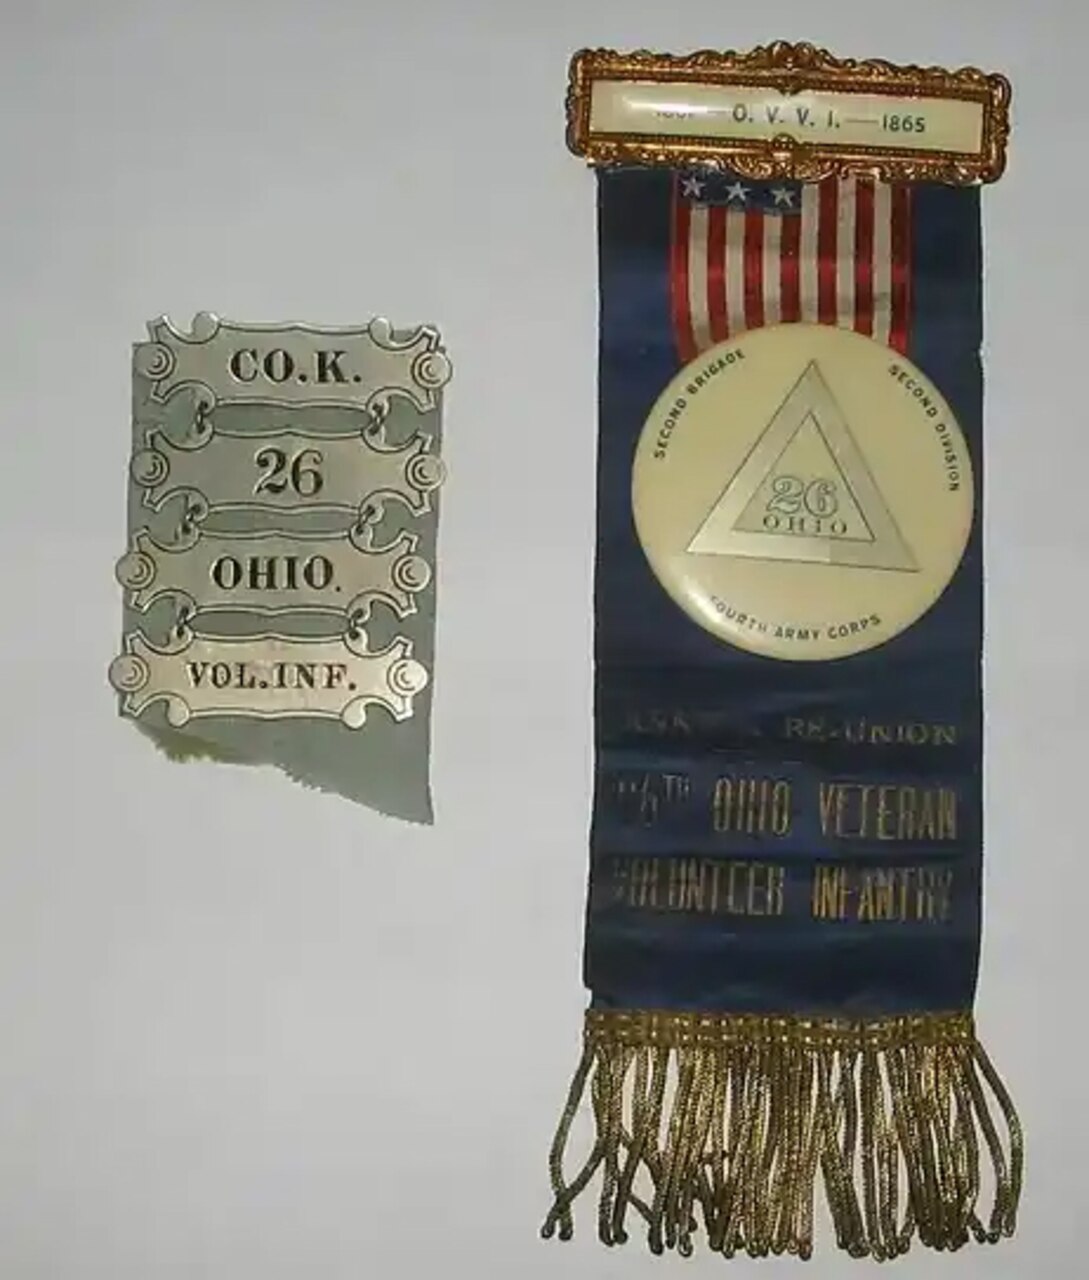 CO.K.
26
OHIO.
VOL.INF.
O. V. V. I. — 1865
SECOND BRIGADE
SECOND DIVISION
26
OHIO
FOURTH ARMY CORPS
RE-UNION
OHIO VETERAN
VOLUNTEER INFANTRY